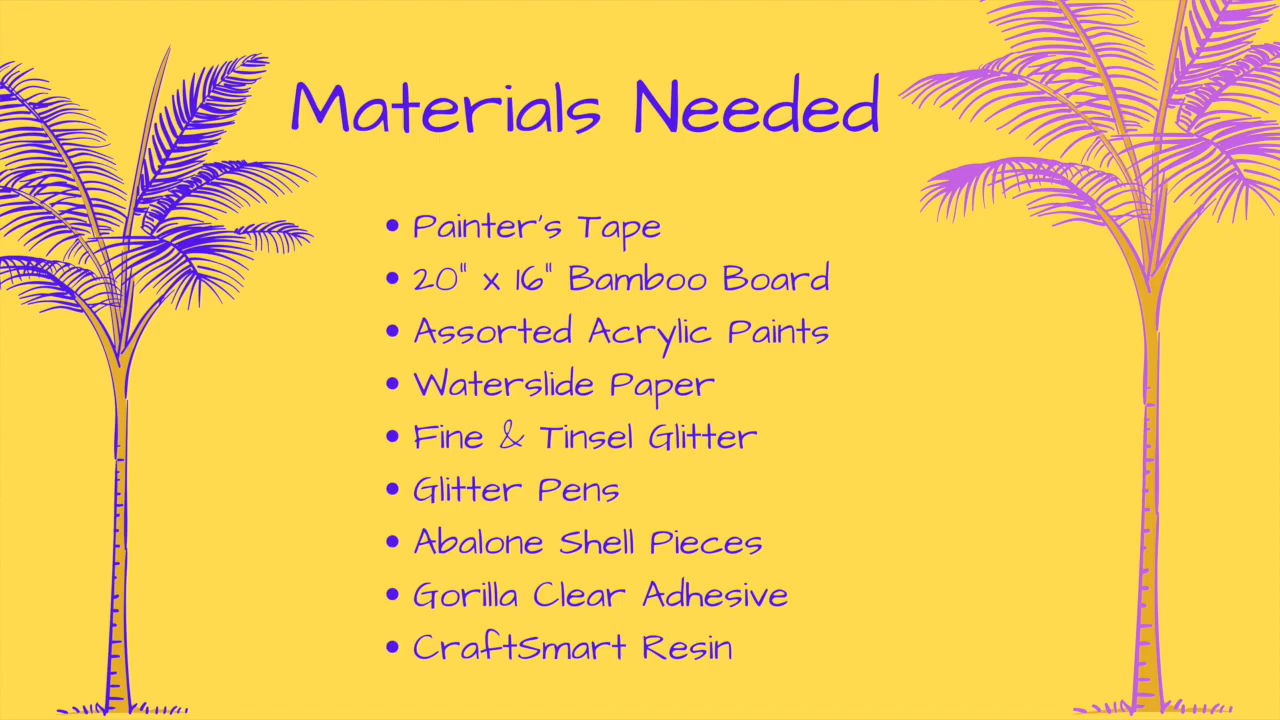 Materials Needed
• Painter's Tape
• 20" x 16" Bamboo Board
• Assorted Acrylic Paints
• Waterslide Paper
• Fine & Tinsel Glitter
• Glitter Pens
• Abalone Shell Pieces
• Gorilla Clear Adhesive
• CraftSmart Resin